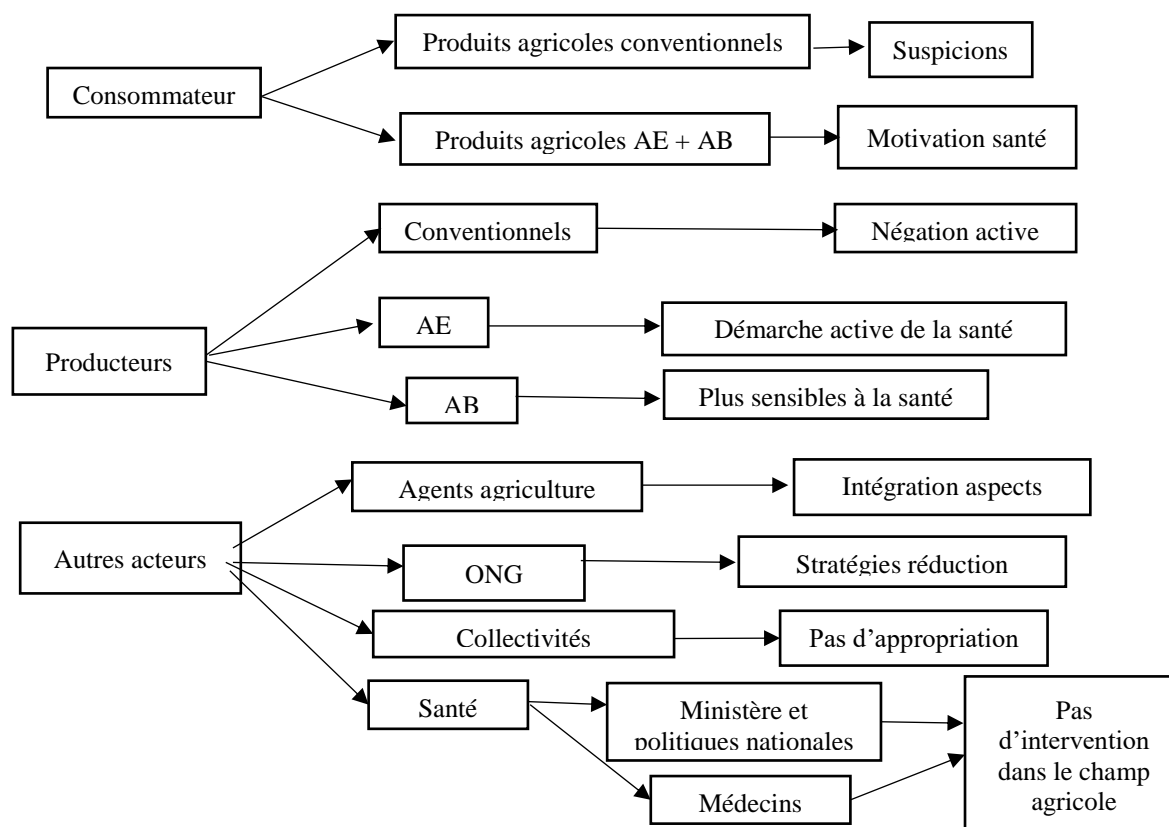 Produits agricoles conventionnels
Suspicions
Consommateur
Produits agricoles AE + AB
Motivation santé
Conventionnels
Négation active
AE
Démarche active de la santé
Producteurs
AB
Plus sensibles à la santé
Agents agriculture
Intégration aspects
Autres acteurs
ONG
Stratégies réduction
Collectivités
Pas d'appropriation
Santé
Ministère et
politiques nationales
Médecins
Pas
d'intervention
dans le champ
agricole